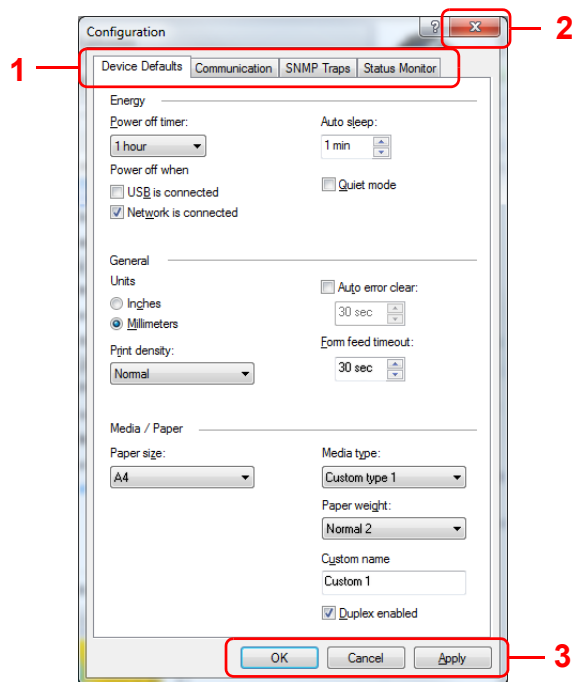 Configuration
?
2
1
Device Defaults Communication SNMP Traps Status Monitor
Energy
Power off timer:
1 hour
Auto sleep:
1 min
Power off when
USB is connected
Network is connected
Quiet mode
General
Units
Inches
Millimeters
Print density:
Normal
Auto error clear:
30 sec
Form feed timeout:
30 sec
Media / Paper
Paper size:
A4
Media type:
Custom type 1
Paper weight:
Normal 2
Custom name
Custom 1
Duplex enabled
OK Cancel Apply
3